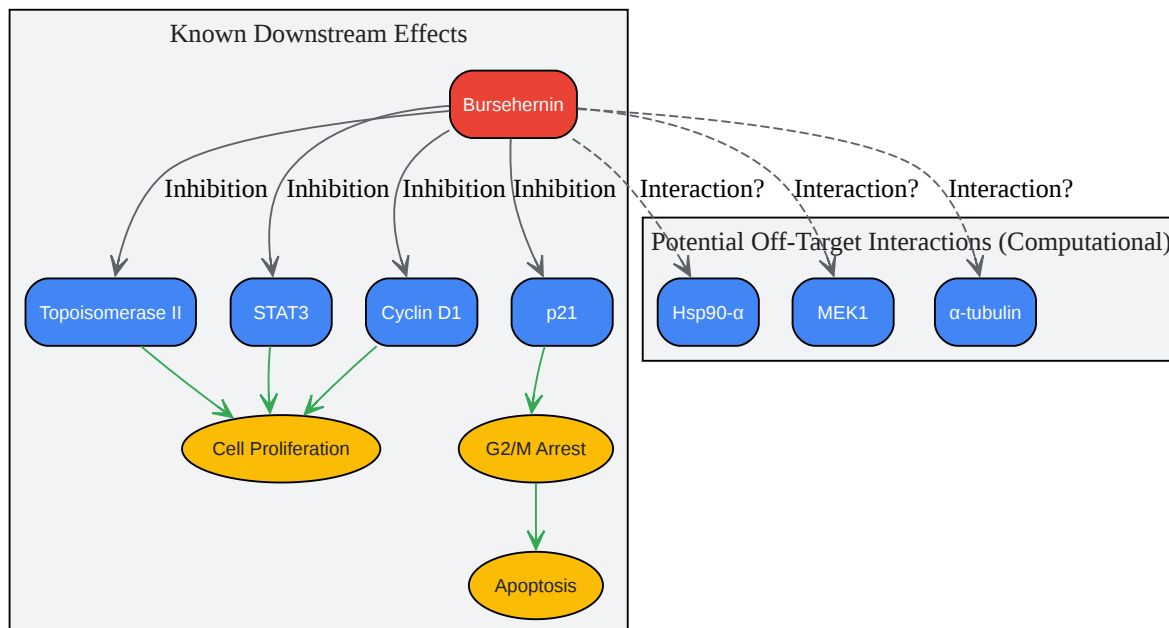 Known Downstream Effects
Bursehernin
Inhibition
Inhibition
Inhibition
Inhibition
Interaction?
Interaction?
Interaction?
Potential Off-Target Interactions (Computational)
Topoisomerase II
STAT3
Cyclin D1
p21
Hsp90-α
MEK1
α-tubulin
Cell Proliferation
G2/M Arrest
Apoptosis